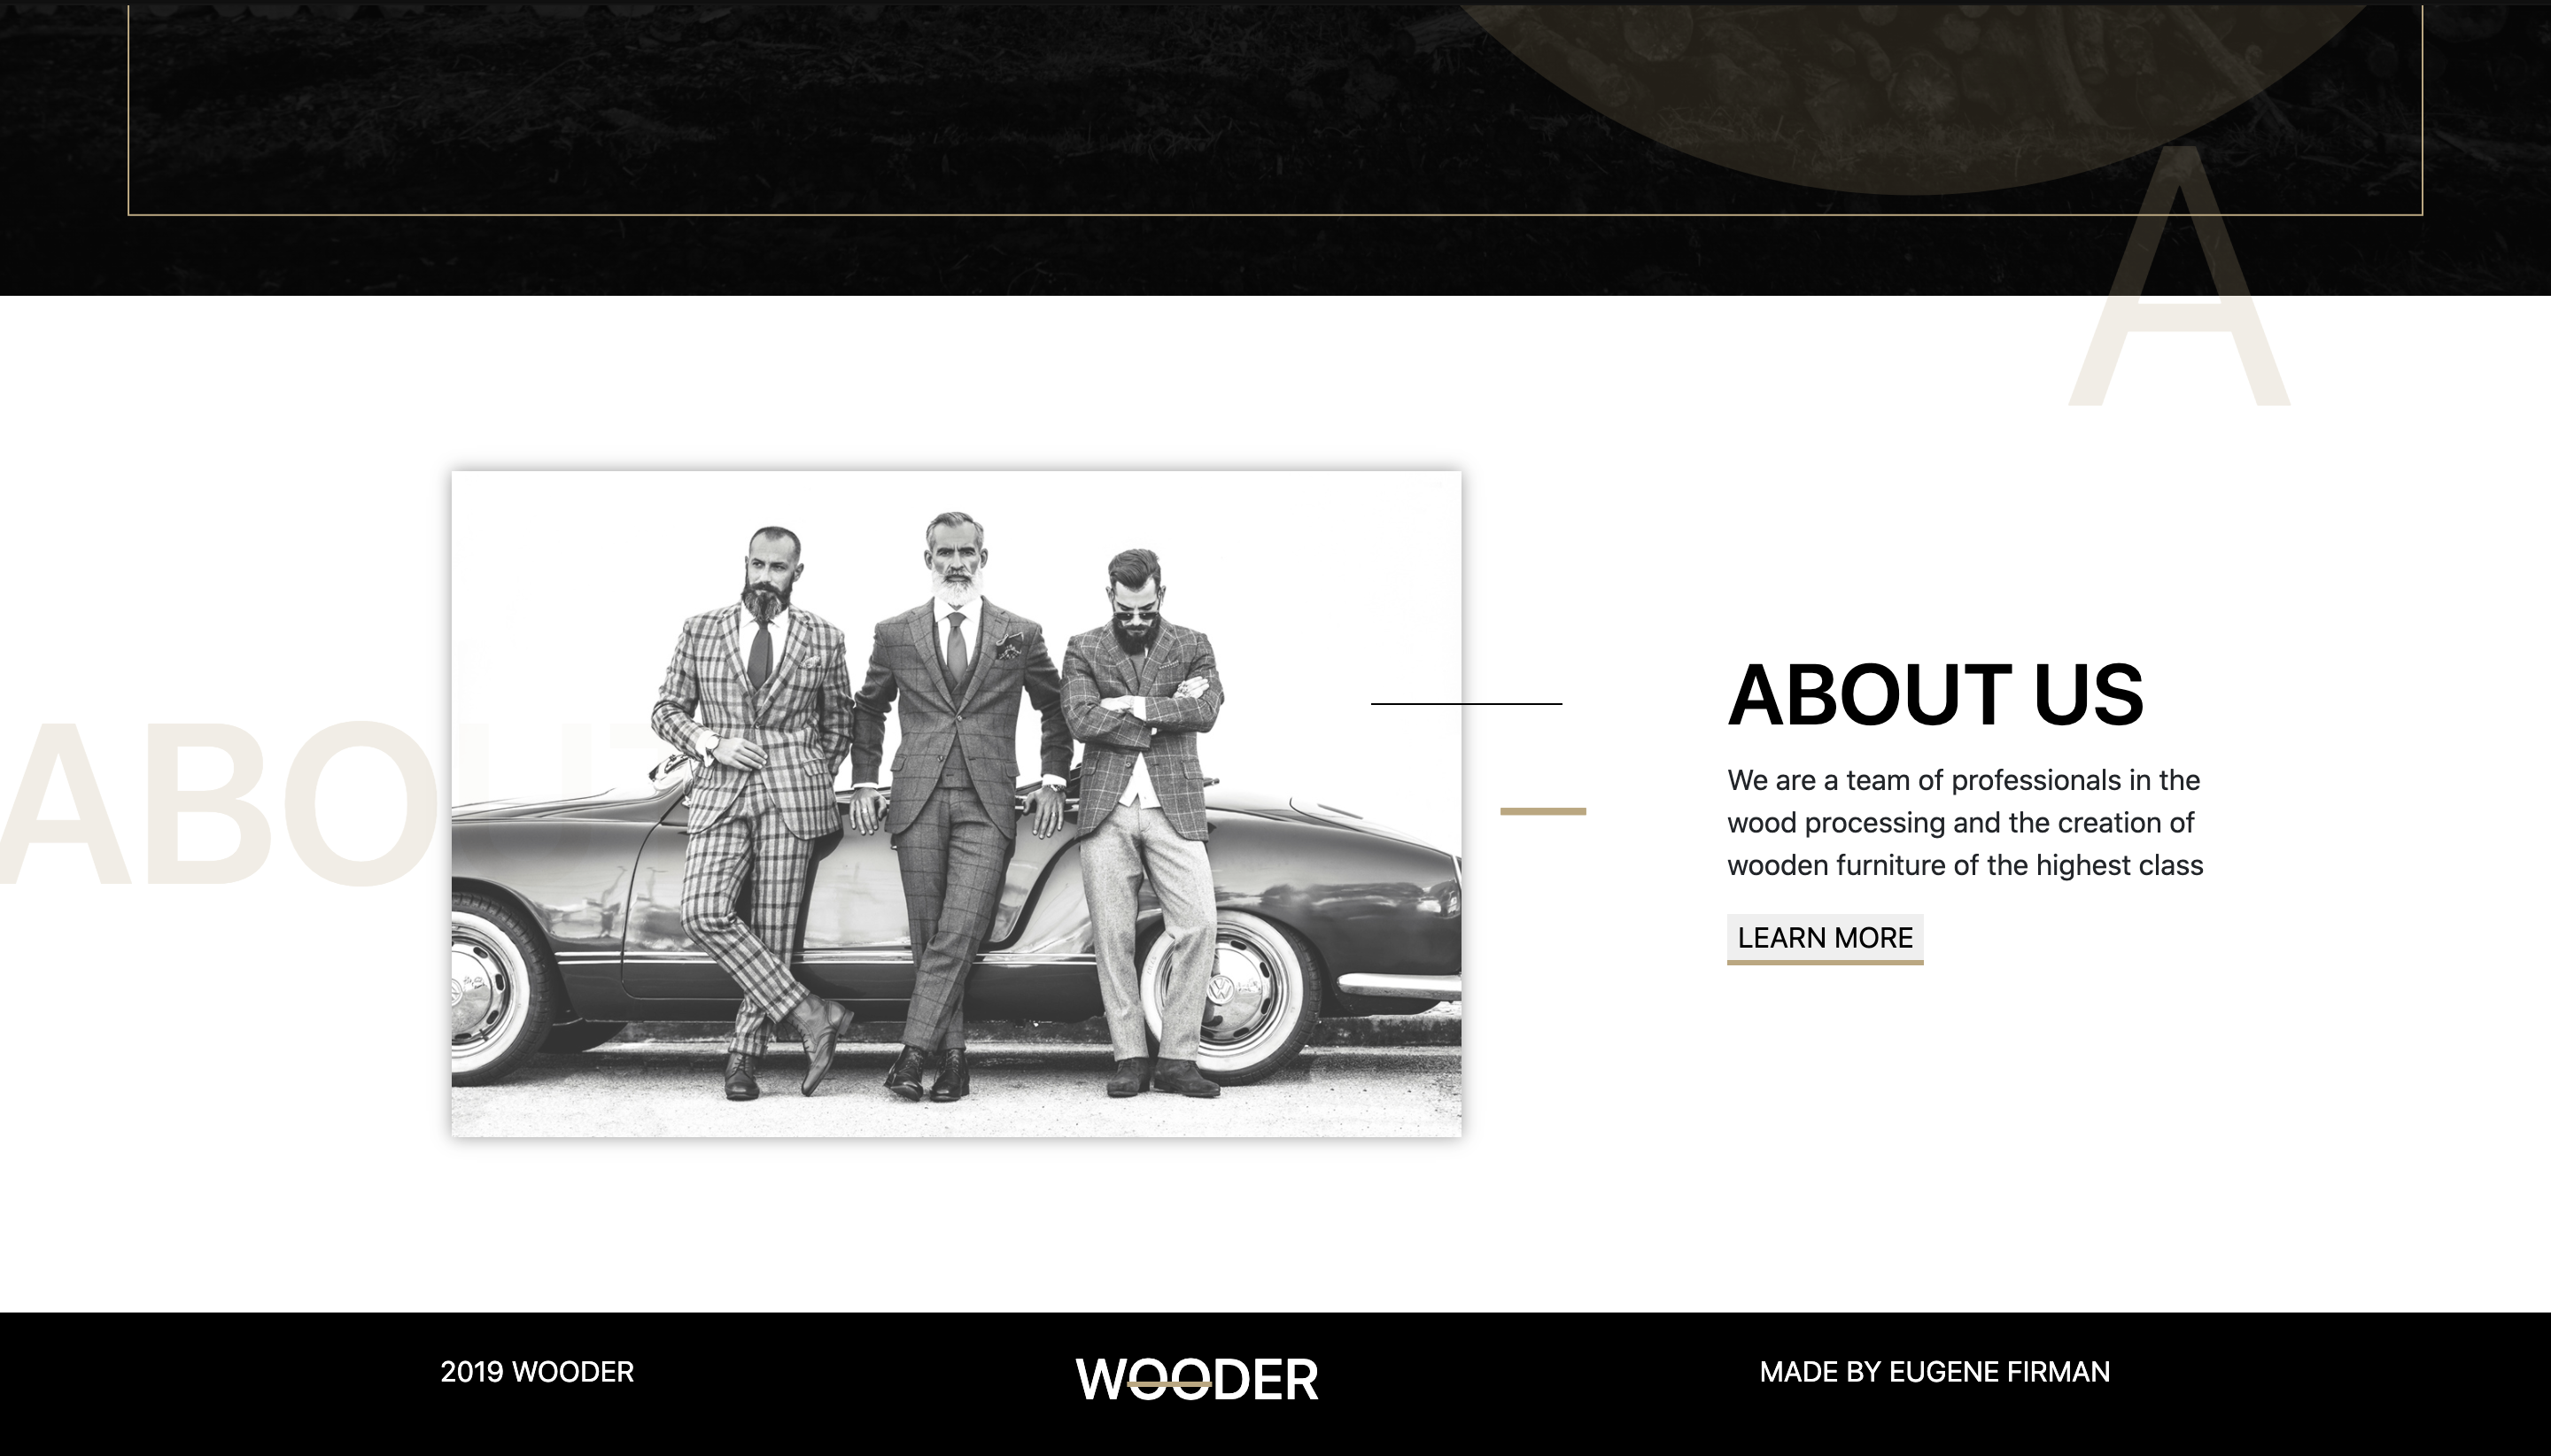 A
ABOUT
ABOUT US
We are a team of professionals in the
wood processing and the creation of
wooden furniture of the highest class
LEARN MORE
2019 WOODER
WOODER
MADE BY EUGENE FIRMAN